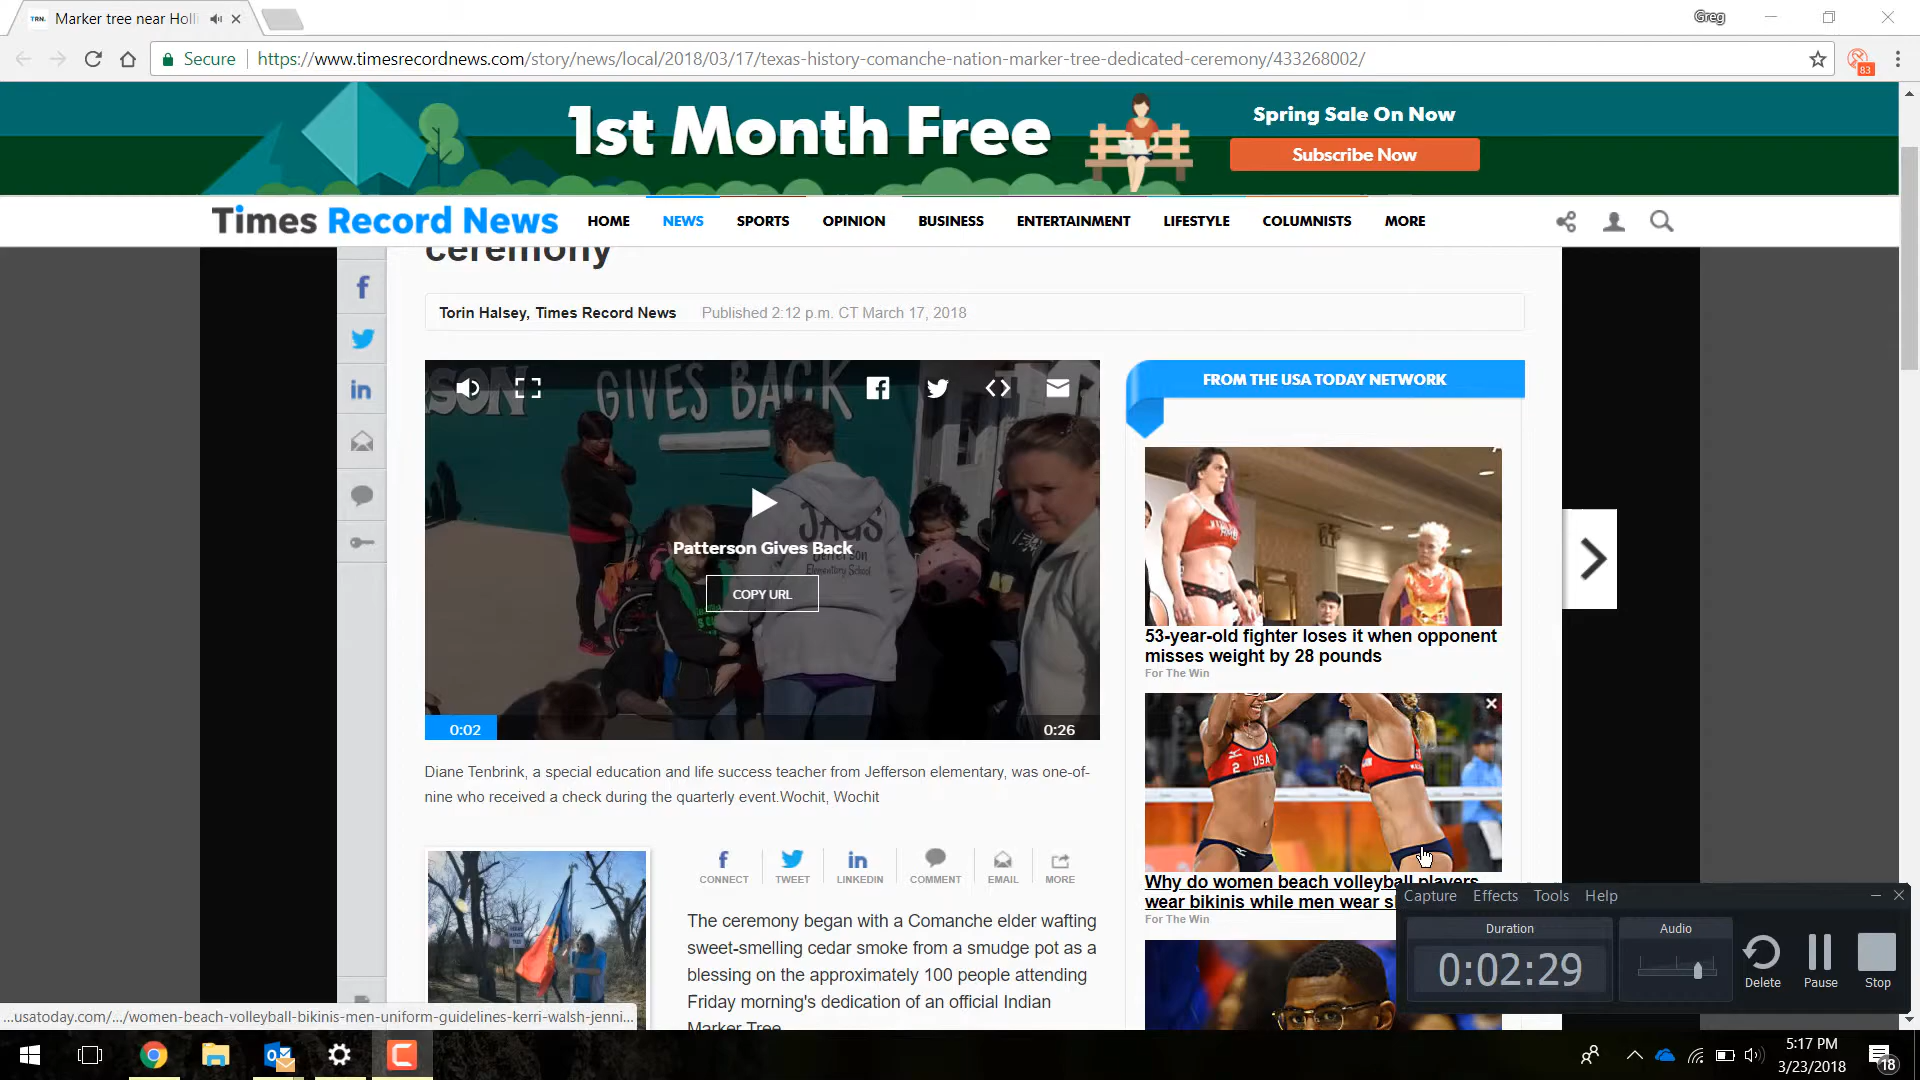 TRN.
Marker tree near Holli
Greg
Secure
https://www.timesrecordnews.com/story/news/local/2018/03/17/texas-history-comanche-nation-marker-tree-dedicated-ceremony/433268002/
83
1st Month Free
Spring Sale On Now
Subscribe Now
Times Record News
HOME NEWS SPORTS OPINION BUSINESS ENTERTAINMENT LIFESTYLE COLUMNISTS MORE
ceremony
Torin Halsey, Times Record News Published 2:12 p.m. CT March 17, 2018
GIVES BACK
JAGS
Jefferson
Elementary School
Patterson Gives Back
COPY URL
0:02
0:26
Diane Tenbrink, a special education and life success teacher from Jefferson elementary, was one-of-
nine who received a check during the quarterly event.Wochit, Wochit
CONNECT TWEET LINKEDIN COMMENT EMAIL MORE
The ceremony began with a Comanche elder wafting
sweet-smelling cedar smoke from a smudge pot as a
blessing on the approximately 100 people attending
Friday morning's dedication of an official Indian
Marker Tree
FROM THE USA TODAY NETWORK
53-year-old fighter loses it when opponent
misses weight by 28 pounds
For The Win
USA
2
Why do women beach volleyball players
wear bikinis while men wear s
For The Win
Capture Effects Tools Help
Duration
0:02:29
Audio
Delete
Pause
Stop
...usatoday.com/.../women-beach-volleyball-bikinis-men-uniform-guidelines-kerri-walsh-jenni...
5:17 PM
3/23/2018
18